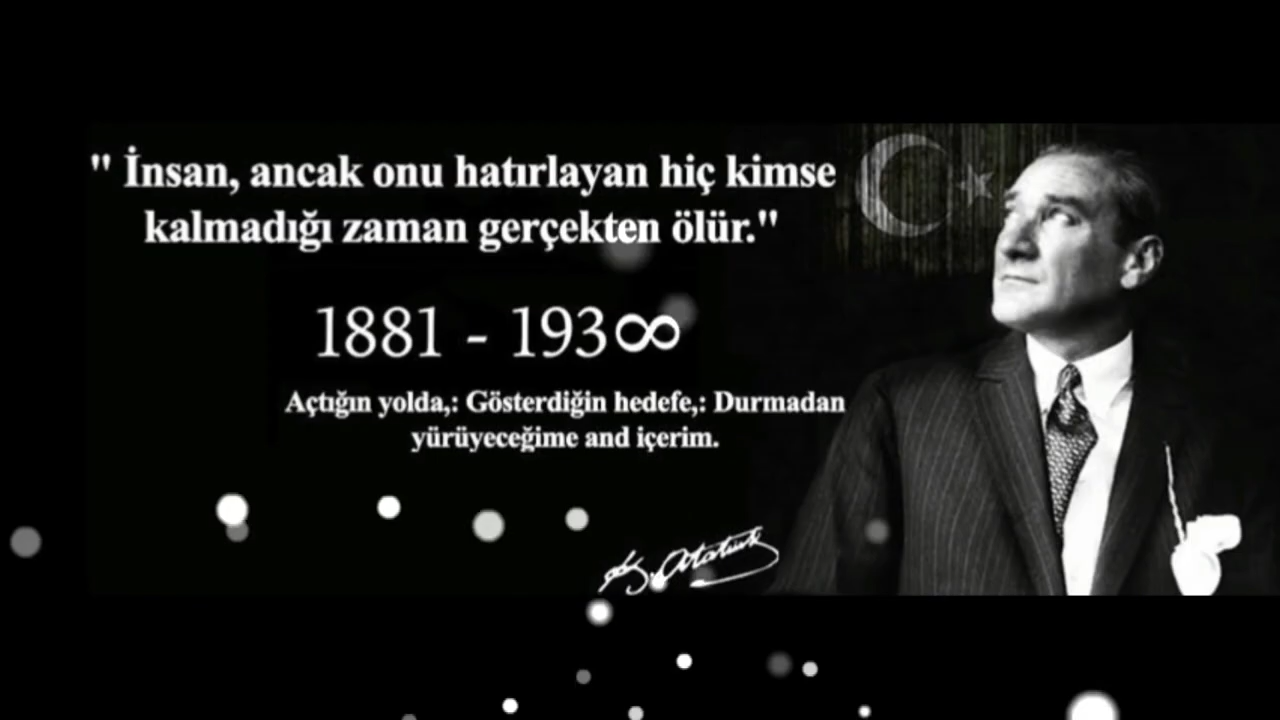 " İnsan, ancak onu hatırlayan hiç kimse
kalmadığı zaman gerçekten ölür."
1881 - 193∞
Açtığın yolda,: Gösterdiğin hedefe,: Durmadan
yürüyeceğime and içerim.
K. Atatürk